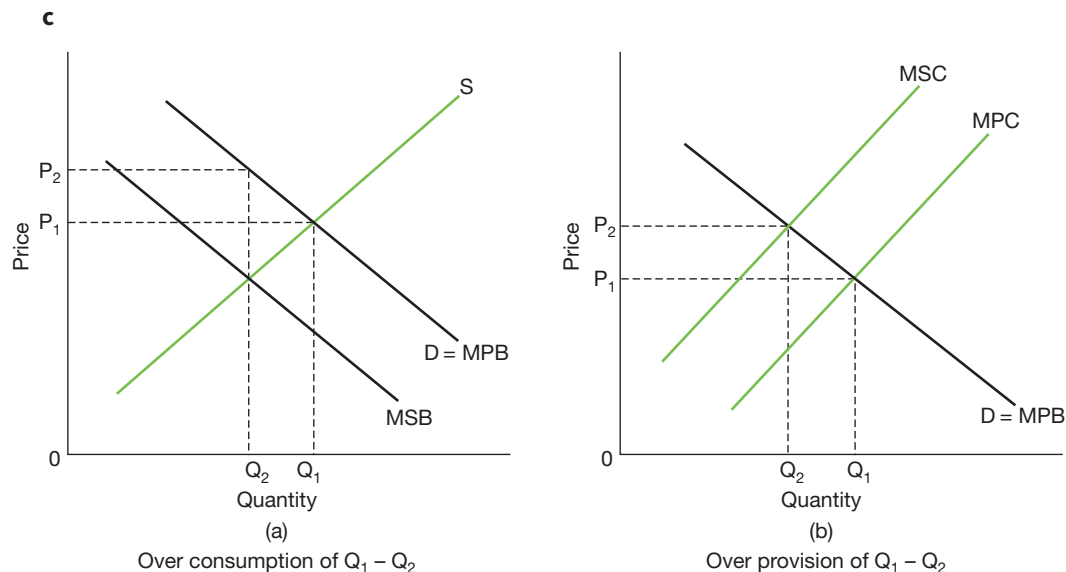 c
S
P₂
P₁
Price
D = MPB
MSB
0
Q₂ Q₁
Quantity
(a)
Over consumption of Q₁ – Q₂
MSC
MPC
P₂
P₁
Price
D = MPB
0
Q₂ Q₁
Quantity
(b)
Over provision of Q₁ – Q₂